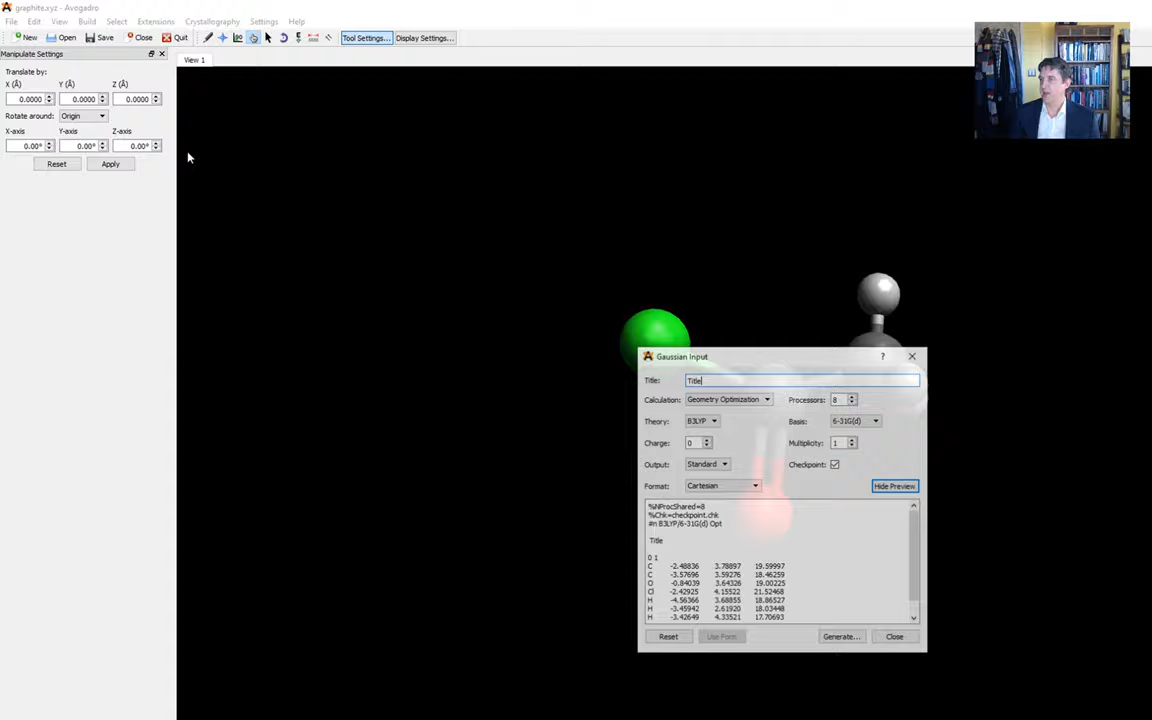 graphite.xyz - Avogadro
File Edit View Build Select Extensions Crystallography Settings Help
New Open Save Close Quit Tool Settings... Display Settings...
Manipulate Settings
View 1
Translate by:
X (Å) Y (Å) Z (Å)
0.0000 0.0000 0.0000
Rotate around: Origin
X-axis Y-axis Z-axis
0.00° 0.00° 0.00°
Reset Apply
Gaussian Input
?
Title: Title
Calculation: Geometry Optimization Processors: 8
Theory: B3LYP Basis: 6-31G(d)
Charge: 0 Multiplicity: 1
Output: Standard Checkpoint:
Format: Cartesian Hide Preview
%NProcShared=8
%Chk=checkpoint.chk
#n B3LYP/6-31G(d) Opt
Title
0 1
C -2.48836 3.78897 19.59997
C -3.57696 3.59276 18.46259
O -0.84039 3.64326 19.00225
Cl -2.42925 4.15522 21.52468
H -4.56366 3.68855 18.86527
H -3.45942 2.61920 18.03448
H -3.42649 4.33521 17.70693
Reset Use Form Generate... Close